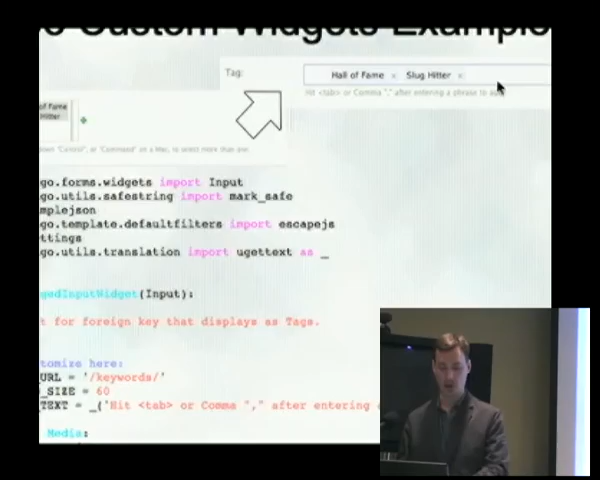 Custom Widgets Example
Tag:
Hall of Fame × Slug Hitter ×
Hit <tab> or Comma "," after entering a phrase to
of Fame
Hitter
"Control", or "Command" on a Mac, to select more than one.
go.forms.widgets import Input
go.utils.safestring import mark_safe
mplejson
go.template.defaultfilters import escapejs
ttings
go.utils.translation import ugettext as _
gedInputWidget(Input):
t for foreign key that displays as Tags.
tomize here:
URL = '/keywords/'
_SIZE = 60
TEXT = _('Hit <tab> or Comma "," after entering
Media: